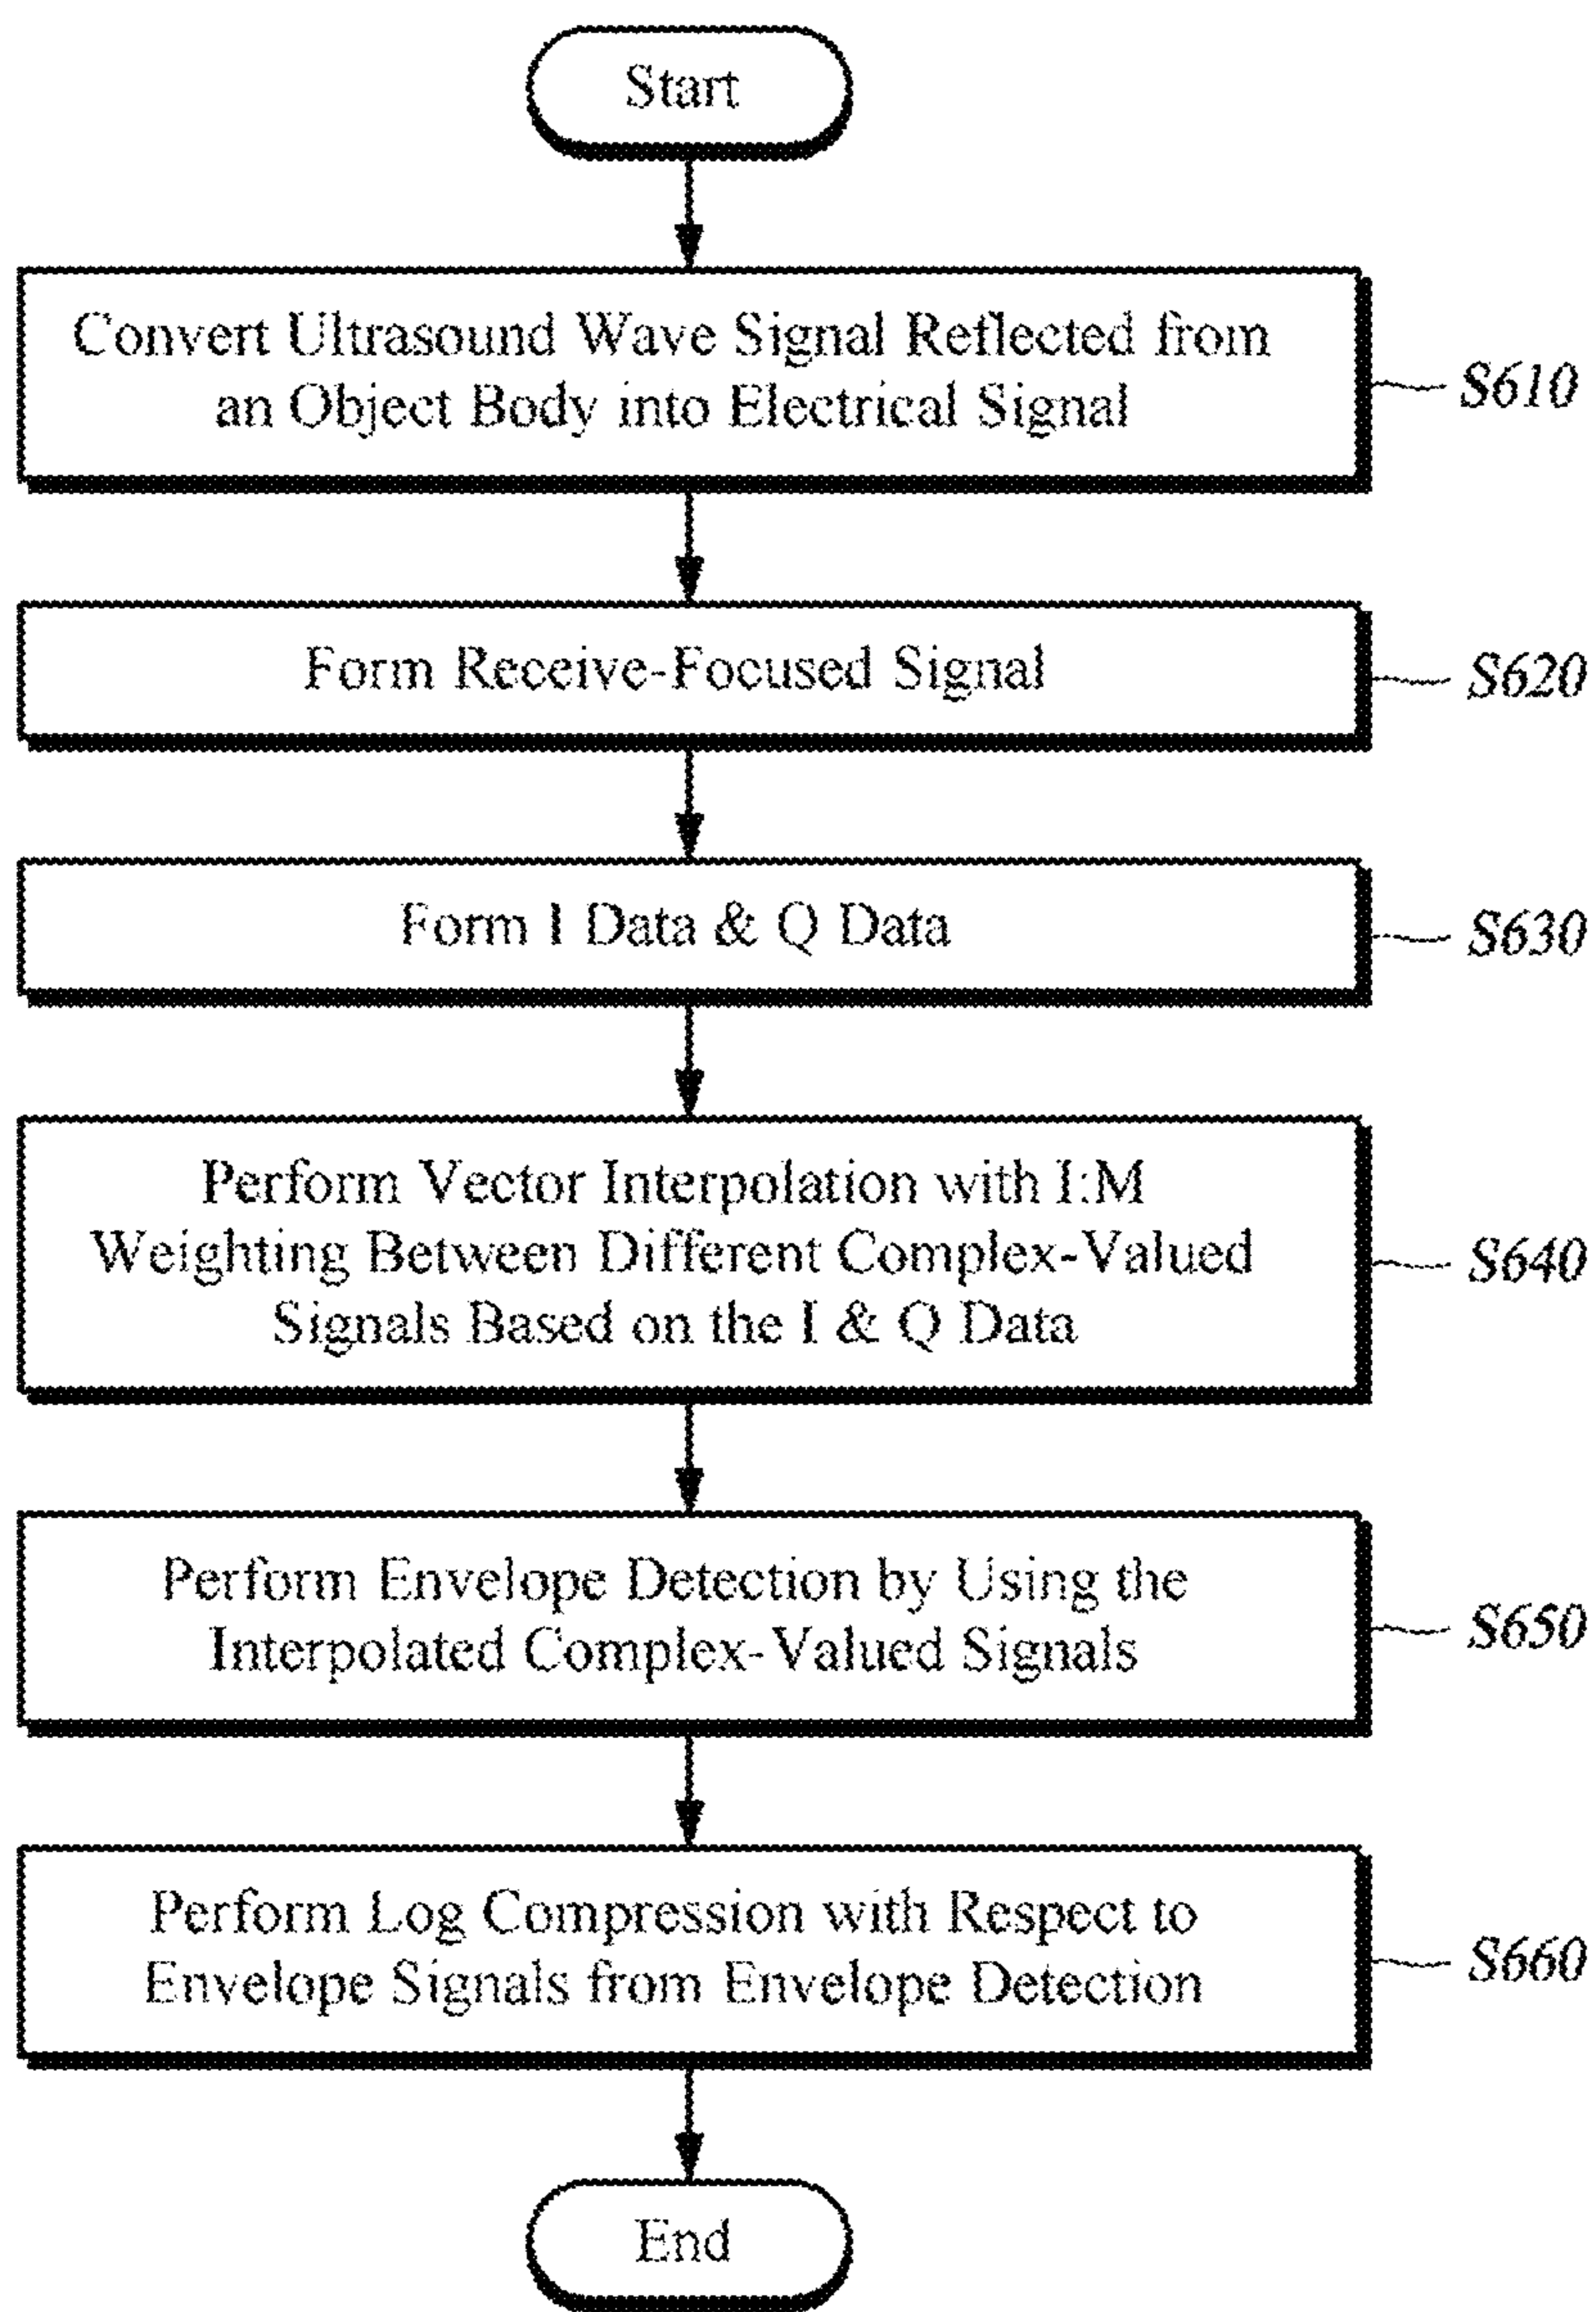 Start
Convert Ultrasound Wave Signal Reflected from
an Object Body into Electrical Signal
S610
Form Receive-Focused Signal
S620
Form I Data & Q Data
S630
Perform Vector Interpolation with I:M
Weighting Between Different Complex-Valued
Signals Based on the I & Q Data
S640
Perform Envelope Detection by Using the
Interpolated Complex-Valued Signals
S650
Perform Log Compression with Respect to
Envelope Signals from Envelope Detection
S660
End